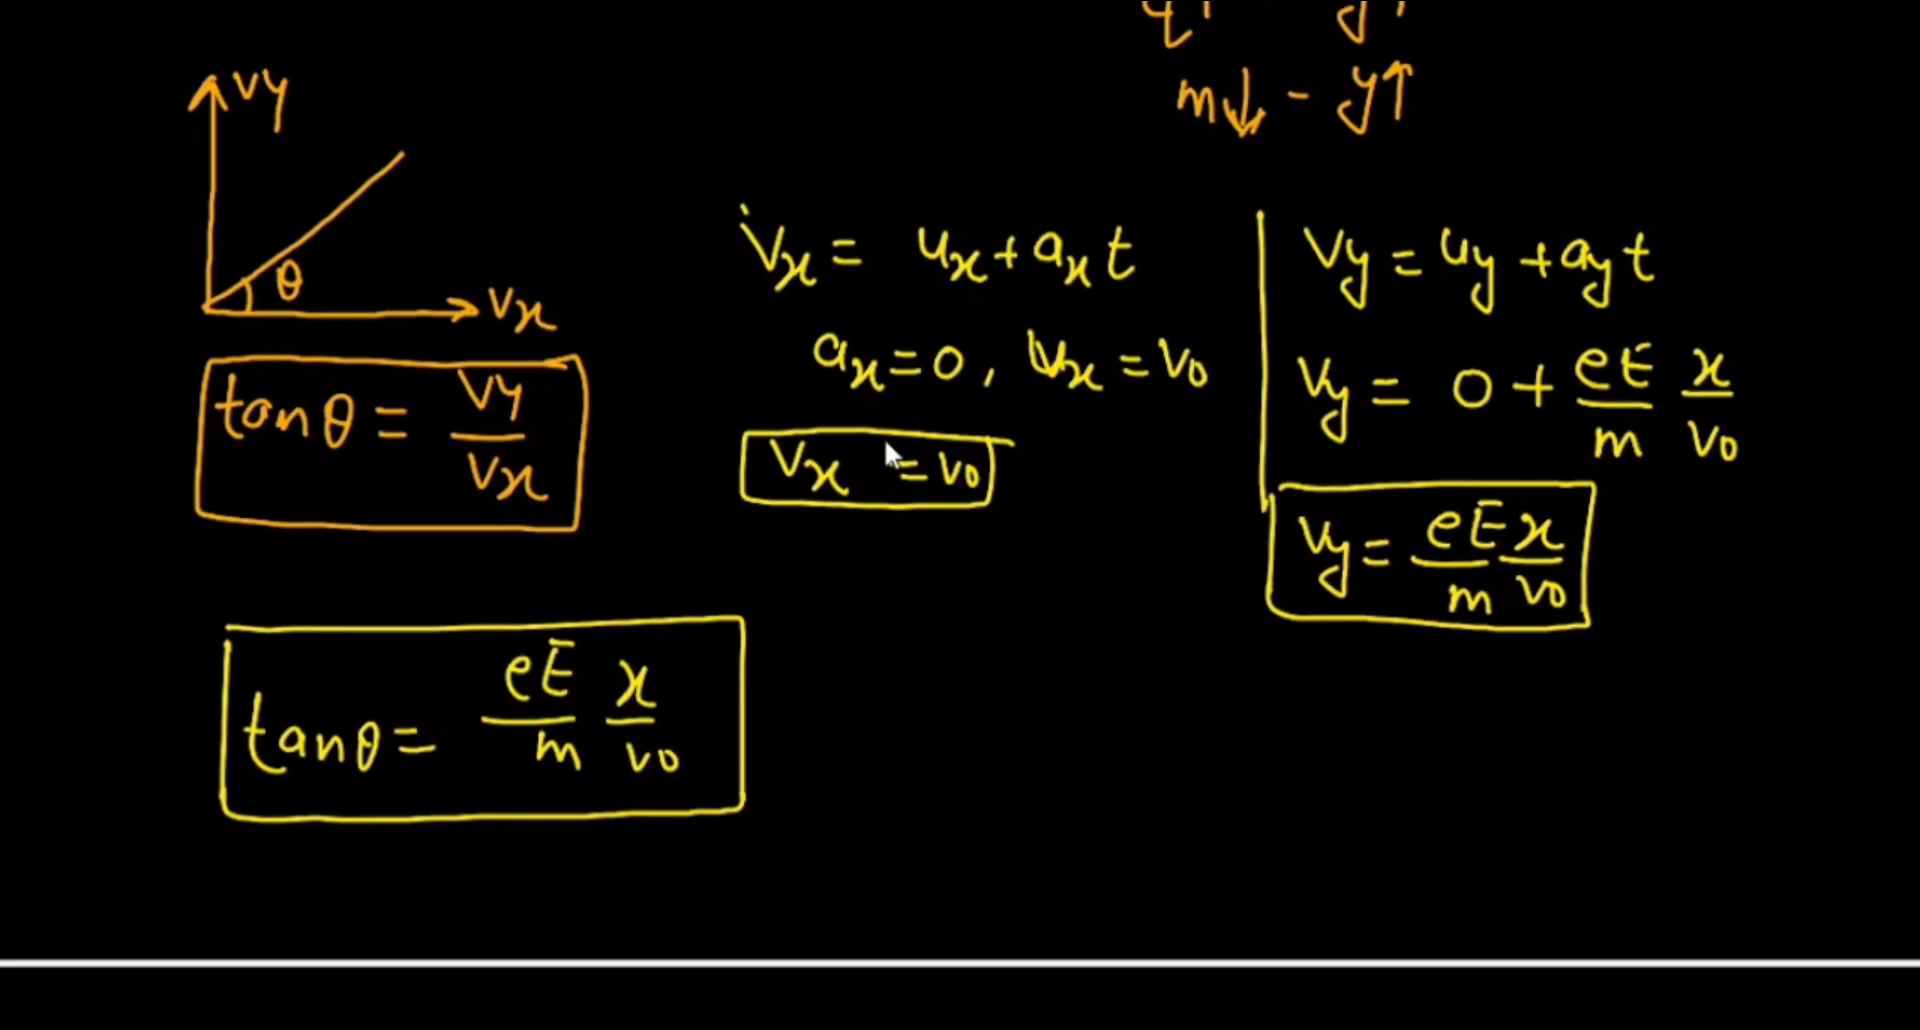 m↓ - y↑
vy
θ
vx
tanθ = vy/vx
Vx = ux + ax t
ax = 0, ux = v0
Vx = v0
Vy = uy + ay t
Vy = 0 + eE/m x/v0
Vy = eE/m x/v0
tanθ = eE/m x/v0